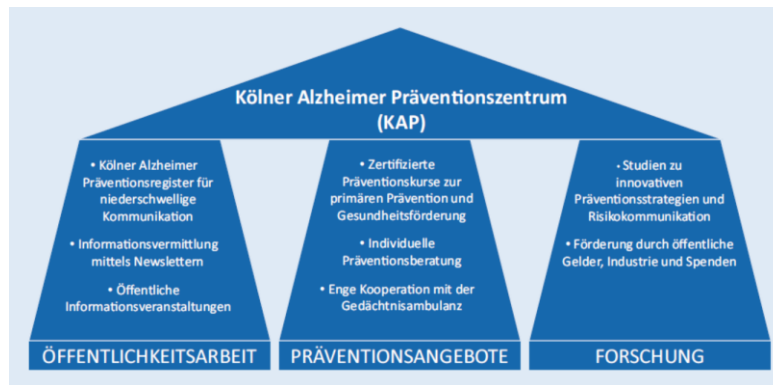 Kölner Alzheimer Präventionszentrum
(KAP)
• Kölner Alzheimer
Präventionsregister für
niederschwellige
Kommunikation
• Informationsvermittlung
mittels Newslettern
• Öffentliche
Informationsveranstaltungen
ÖFFENTLICHKEITSARBEIT
• Zertifizierte
Präventionskurse zur
primären Prävention und
Gesundheitsförderung
• Individuelle
Präventionsberatung
• Enge Kooperation mit der
Gedächtnisambulanz
PRÄVENTIONSANGEBOTE
• Studien zu
innovativen
Präventionsstrategien und
Risikokommunikation
• Förderung durch öffentliche
Gelder, Industrie und Spenden
FORSCHUNG